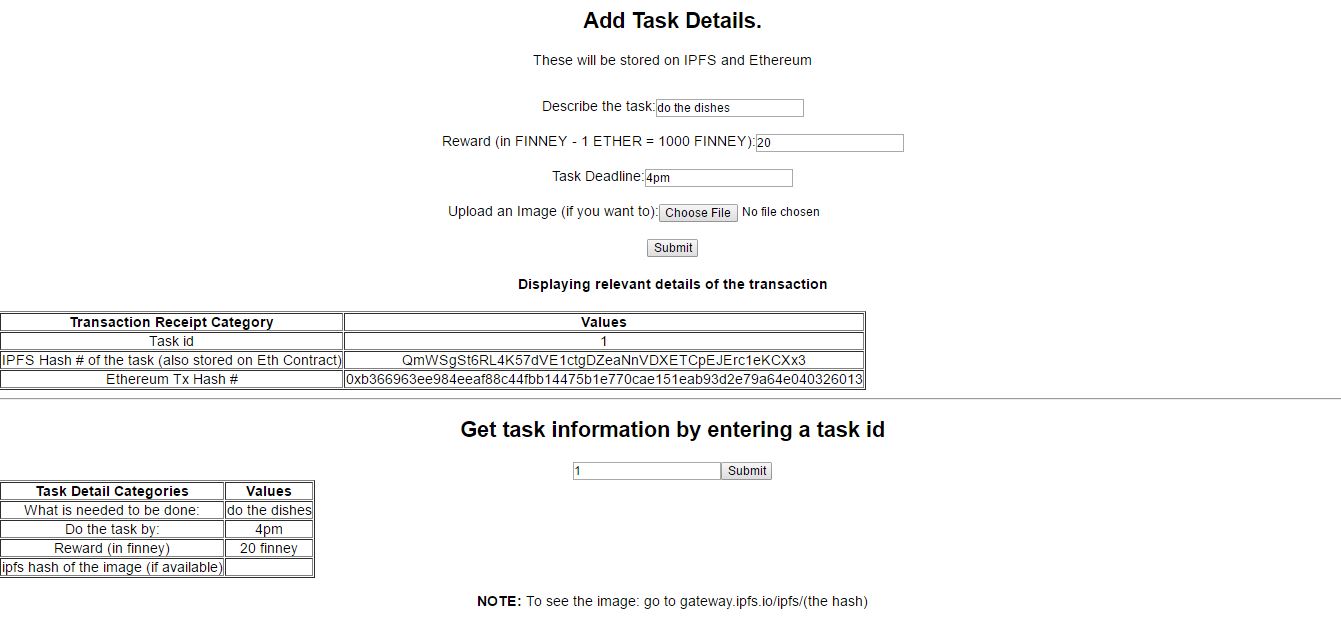 Add Task Details.
These will be stored on IPFS and Ethereum
Describe the task: do the dishes
Reward (in FINNEY - 1 ETHER = 1000 FINNEY): 20
Task Deadline: 4pm
Upload an Image (if you want to): Choose File No file chosen
Submit
Displaying relevant details of the transaction
Transaction Receipt Category Values
Task id 1
IPFS Hash # of the task (also stored on Eth Contract) QmWSgSt6RL4K57dVE1ctgDZeaNnVDXETCpEJErc1eKCXx3
Ethereum Tx Hash # 0xb366963ee984eeaf88c44fbb14475b1e770cae151eab93d2e79a64e040326013
Get task information by entering a task id
1 Submit
Task Detail Categories Values
What is needed to be done: do the dishes
Do the task by: 4pm
Reward (in finney) 20 finney
ipfs hash of the image (if available)
NOTE: To see the image: go to gateway.ipfs.io/ipfs/(the hash)